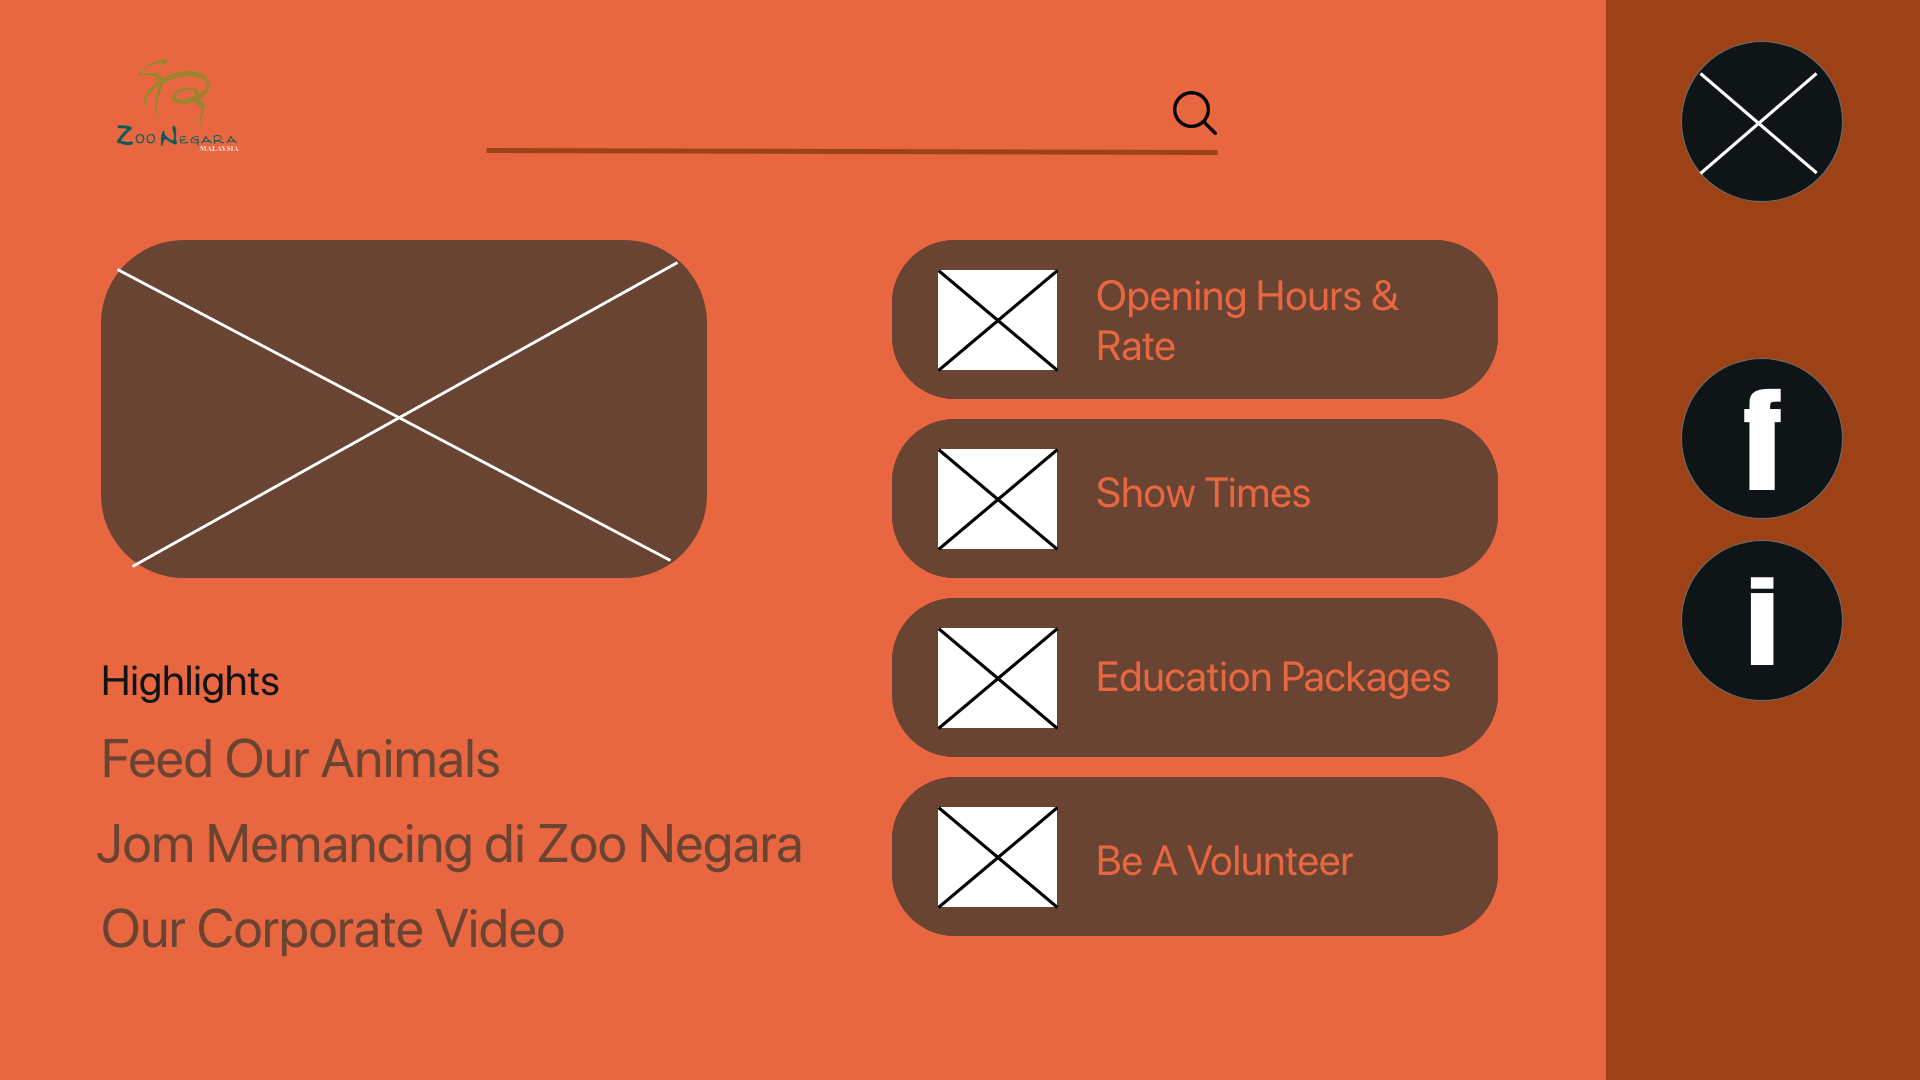 ZOO NEGARA
MALAYSIA
Opening Hours &
Rate
Show Times
Education Packages
Be A Volunteer
Highlights
Feed Our Animals
Jom Memancing di Zoo Negara
Our Corporate Video
f
i